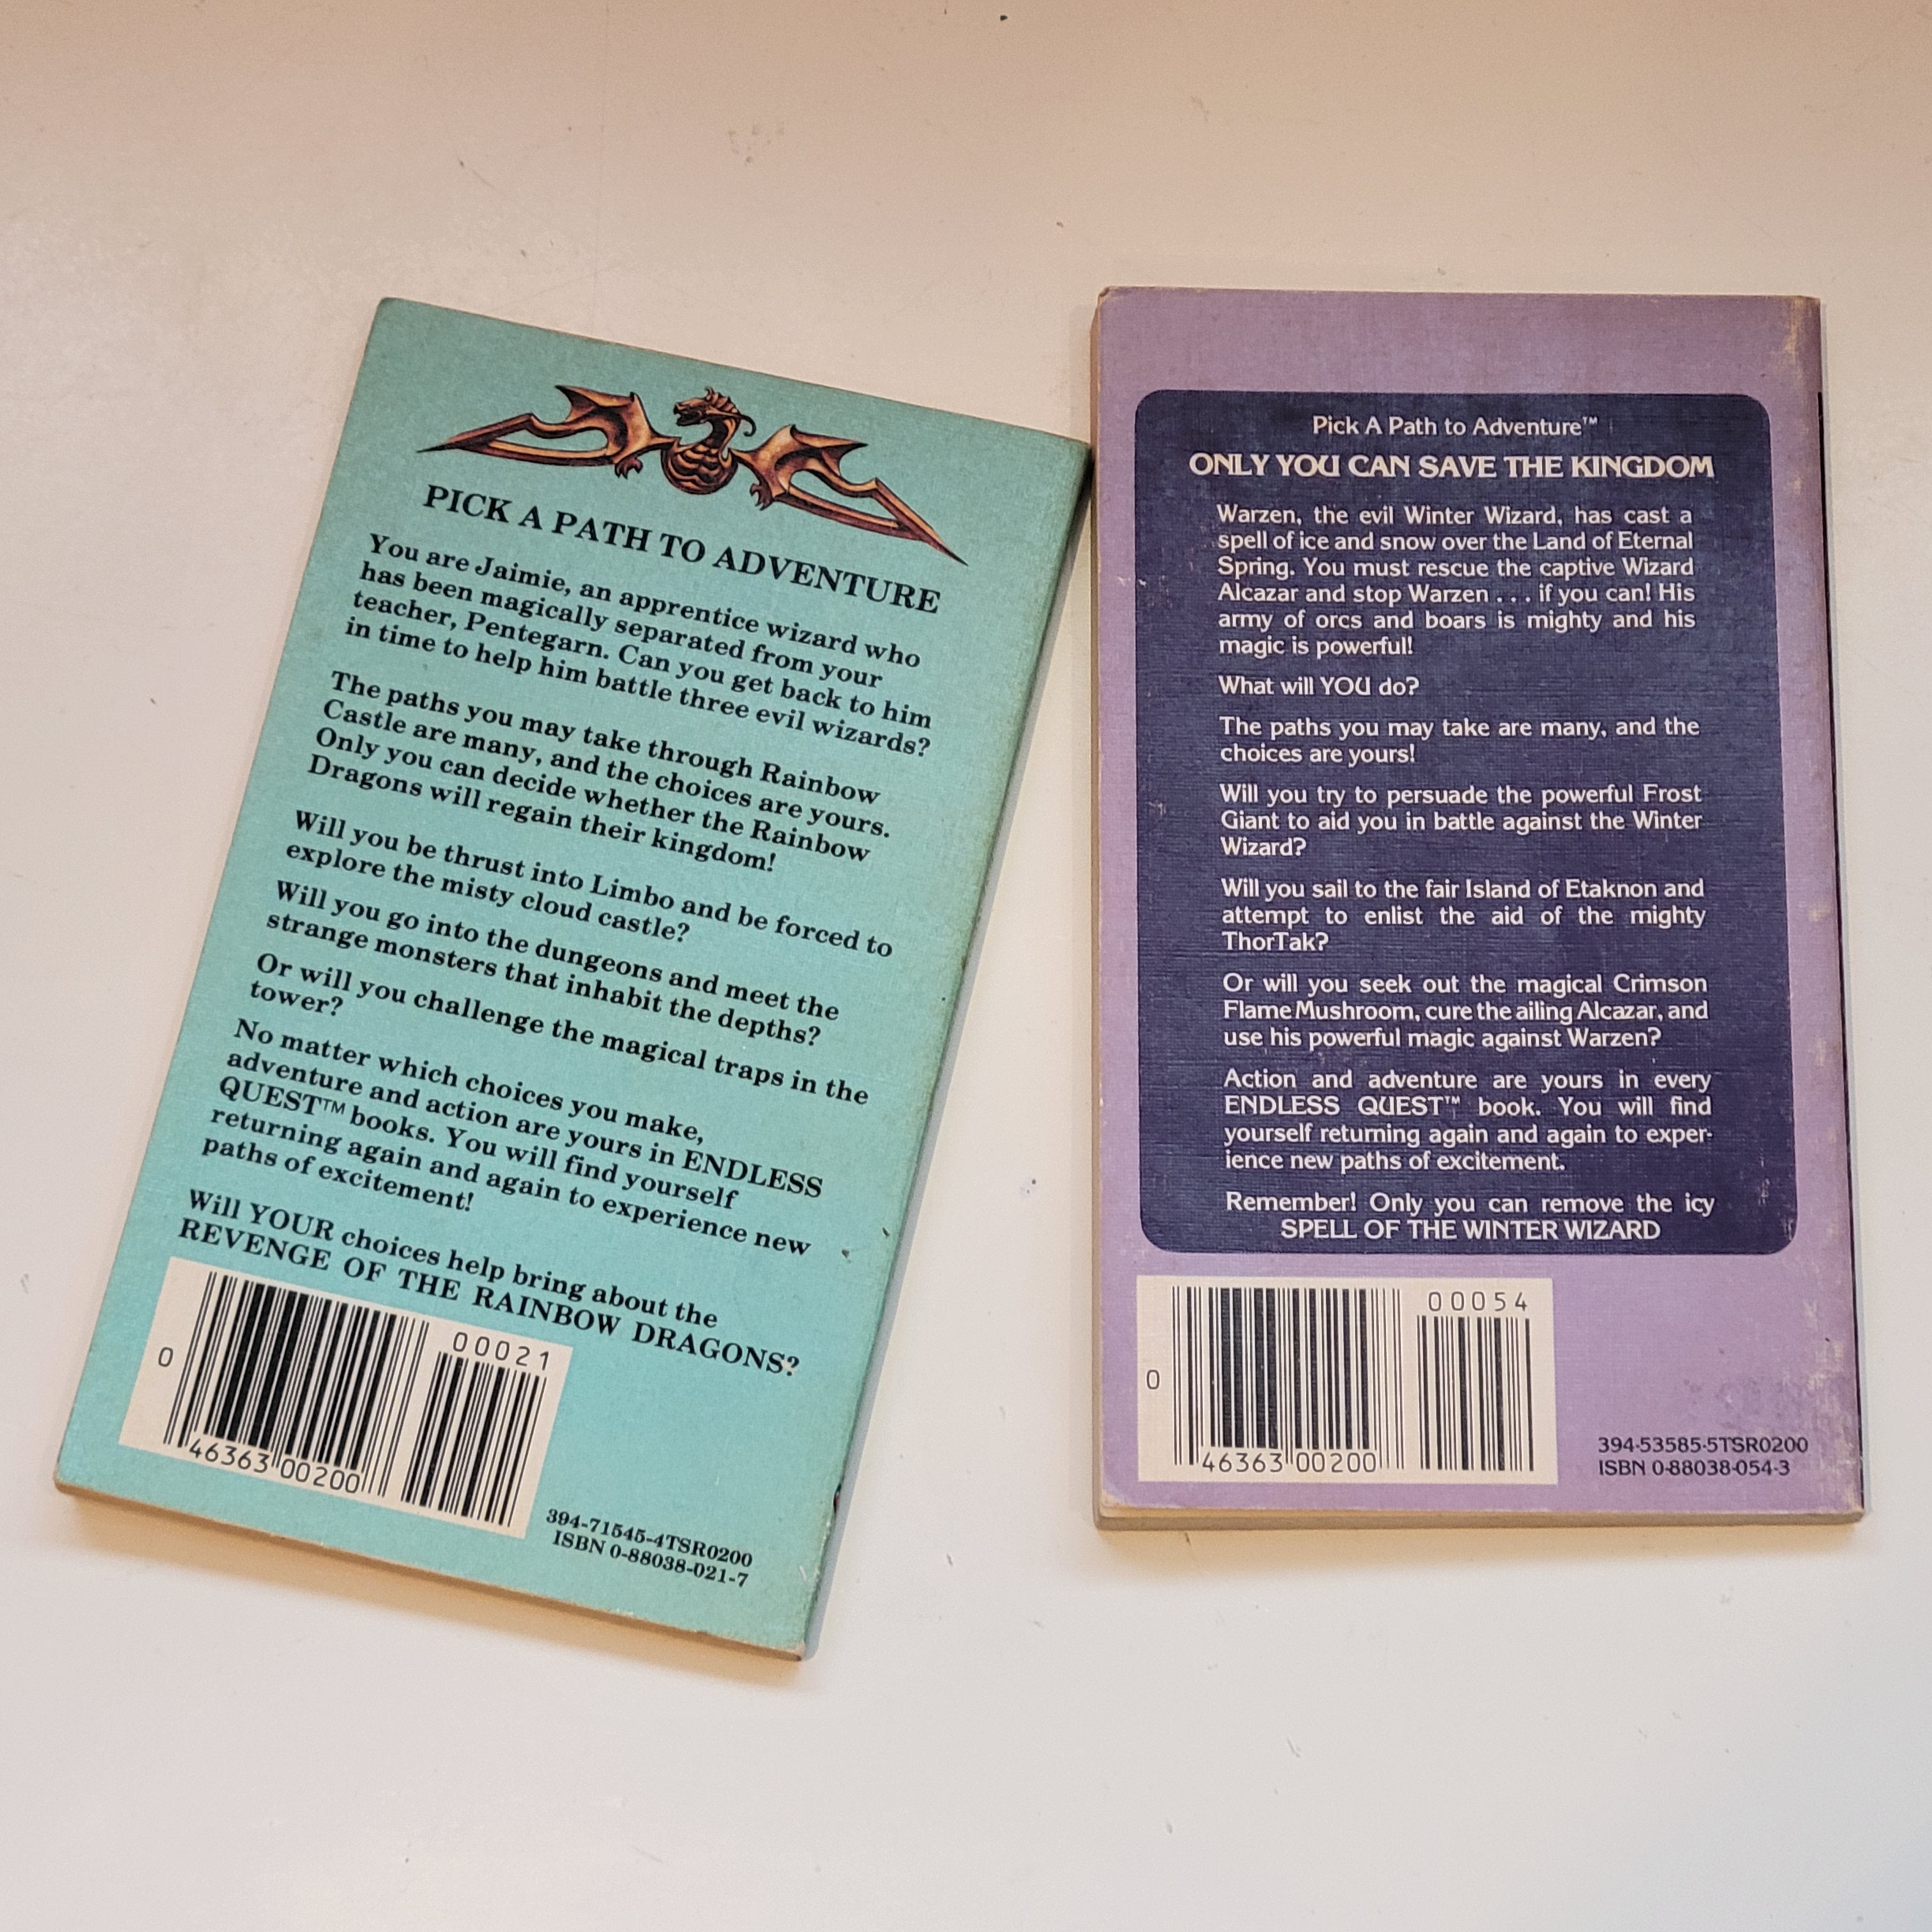 PICK A PATH TO ADVENTURE
You are Jaimie, an apprentice wizard who
has been magically separated from your
teacher, Pentegarn. Can you get back to him
in time to help him battle three evil wizards?
The paths you may take through Rainbow
Castle are many, and the choices are yours.
Only you can decide whether the Rainbow
Dragons will regain their kingdom!
Will you be thrust into Limbo and be forced to
explore the misty cloud castle?
Will you go into the dungeons and meet the
strange monsters that inhabit the depths?
Or will you challenge the magical traps in the
tower?
No matter which choices you make,
adventure and action are yours in ENDLESS
QUEST™ books. You will find yourself
returning again and again to experience new
paths of excitement!
Will YOUR choices help bring about the
REVENGE OF THE RAINBOW DRAGONS?
00021
0
46363 00200
394-71545-4TSR0200
ISBN 0-88038-021-7
Pick A Path to Adventure™
ONLY YOU CAN SAVE THE KINGDOM
Warzen, the evil Winter Wizard, has cast a
spell of ice and snow over the Land of Eternal
Spring. You must rescue the captive Wizard
Alcazar and stop Warzen . . . if you can! His
army of orcs and boars is mighty and his
magic is powerful!
What will YOU do?
The paths you may take are many, and the
choices are yours!
Will you try to persuade the powerful Frost
Giant to aid you in battle against the Winter
Wizard?
Will you sail to the fair Island of Etaknon and
attempt to enlist the aid of the mighty
ThorTak?
Or will you seek out the magical Crimson
Flame Mushroom, cure the ailing Alcazar, and
use his powerful magic against Warzen?
Action and adventure are yours in every
ENDLESS QUEST™ book. You will find
yourself returning again and again to exper-
ience new paths of excitement.
Remember! Only you can remove the icy
SPELL OF THE WINTER WIZARD
00054
0
46363 00200
394-53585-5TSR0200
ISBN 0-88038-054-3